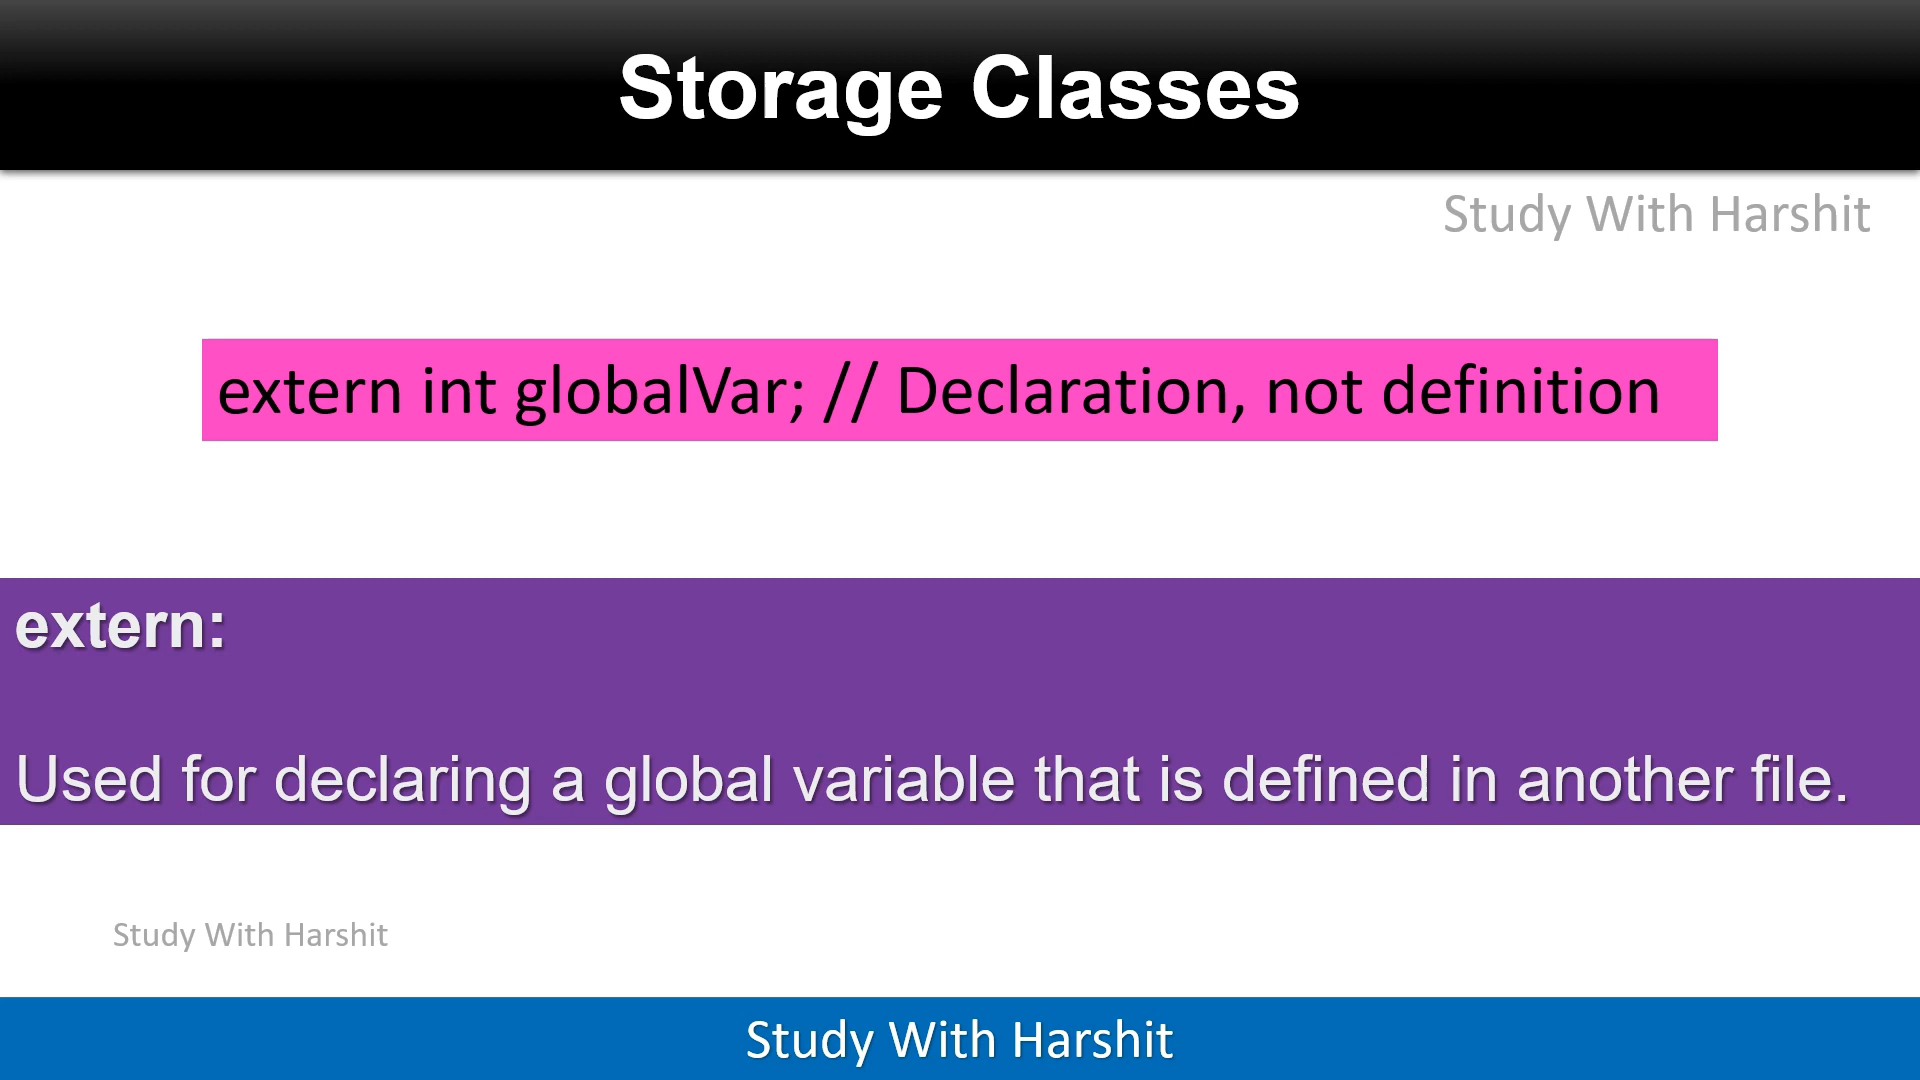 Storage Classes
Study With Harshit
extern int globalVar; // Declaration, not definition
extern:
Used for declaring a global variable that is defined in another file.
Study With Harshit
Study With Harshit